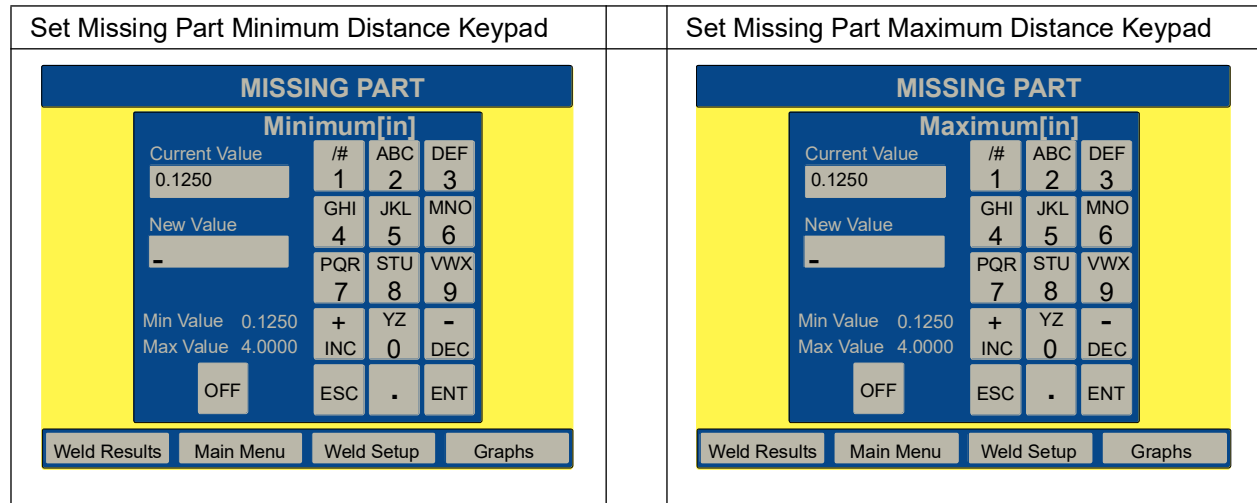 Set Missing Part Minimum Distance Keypad
MISSING PART
Minimum[in]
Current Value
0.1250
New Value
-
Min Value 0.1250
Max Value 4.0000
OFF
/# ABC DEF
1 2 3
GHI JKL MNO
4 5 6
PQR STU VWX
7 8 9
+ YZ -
INC 0 DEC
ESC . ENT
Weld Results Main Menu Weld Setup Graphs
Set Missing Part Maximum Distance Keypad
MISSING PART
Maximum[in]
Current Value
0.1250
New Value
-
Min Value 0.1250
Max Value 4.0000
OFF
/# ABC DEF
1 2 3
GHI JKL MNO
4 5 6
PQR STU VWX
7 8 9
+ YZ -
INC 0 DEC
ESC . ENT
Weld Results Main Menu Weld Setup Graphs